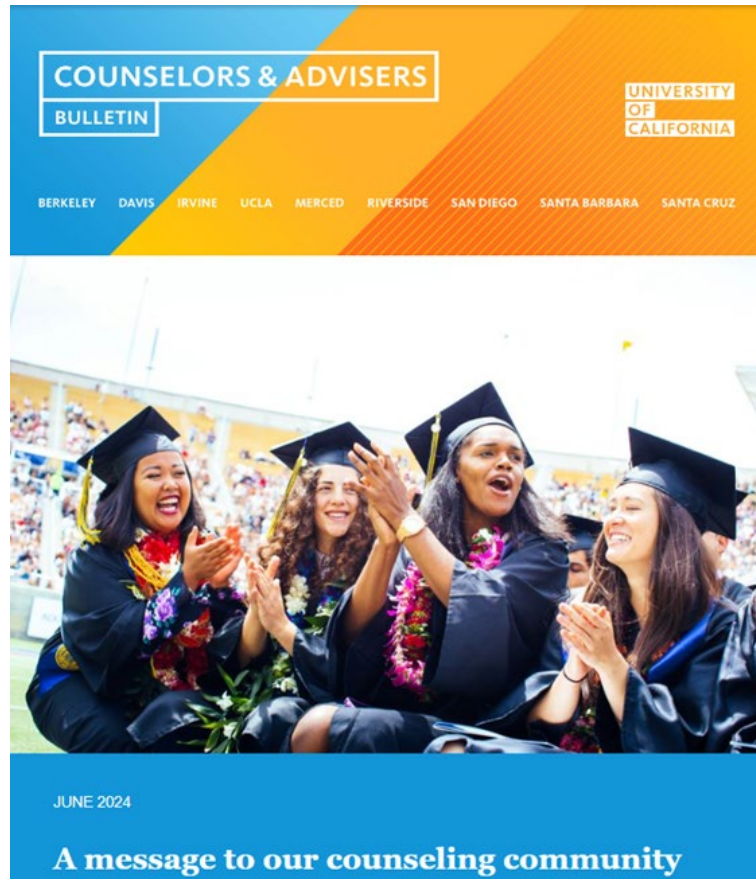 COUNSELORS & ADVISERS
BULLETIN
UNIVERSITY
OF
CALIFORNIA
BERKELEY DAVIS IRVINE UCLA MERCED RIVERSIDE SAN DIEGO SANTA BARBARA SANTA CRUZ
JUNE 2024
A message to our counseling community